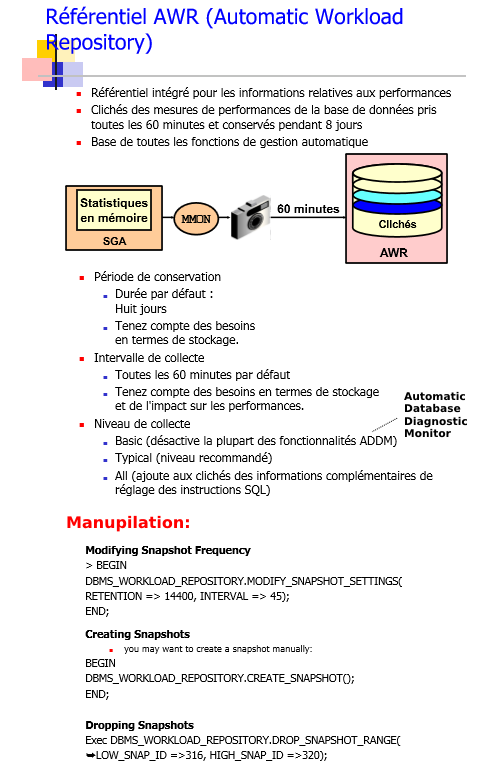 Référentiel AWR (Automatic Workload
Repository)
Référentiel intégré pour les informations relatives aux performances
Clichés des mesures de performances de la base de données pris
toutes les 60 minutes et conservés pendant 8 jours
Base de toutes les fonctions de gestion automatique
Statistiques
en mémoire
SGA
MMON
60 minutes
Clichés
AWR
Période de conservation
Durée par défaut :
Huit jours
Tenez compte des besoins
en termes de stockage.
Intervalle de collecte
Toutes les 60 minutes par défaut
Tenez compte des besoins en termes de stockage
et de l'impact sur les performances.
Automatic
Database
Diagnostic
Monitor
Niveau de collecte
Basic (désactive la plupart des fonctionnalités ADDM)
Typical (niveau recommandé)
All (ajoute aux clichés des informations complémentaires de
réglage des instructions SQL)
Manupilation:
Modifying Snapshot Frequency
> BEGIN
DBMS_WORKLOAD_REPOSITORY.MODIFY_SNAPSHOT_SETTINGS(
RETENTION => 14400, INTERVAL => 45);
END;
Creating Snapshots
you may want to create a snapshot manually:
BEGIN
DBMS_WORKLOAD_REPOSITORY.CREATE_SNAPSHOT();
END;
Dropping Snapshots
Exec DBMS_WORKLOAD_REPOSITORY.DROP_SNAPSHOT_RANGE(
➥LOW_SNAP_ID =>316, HIGH_SNAP_ID =>320);